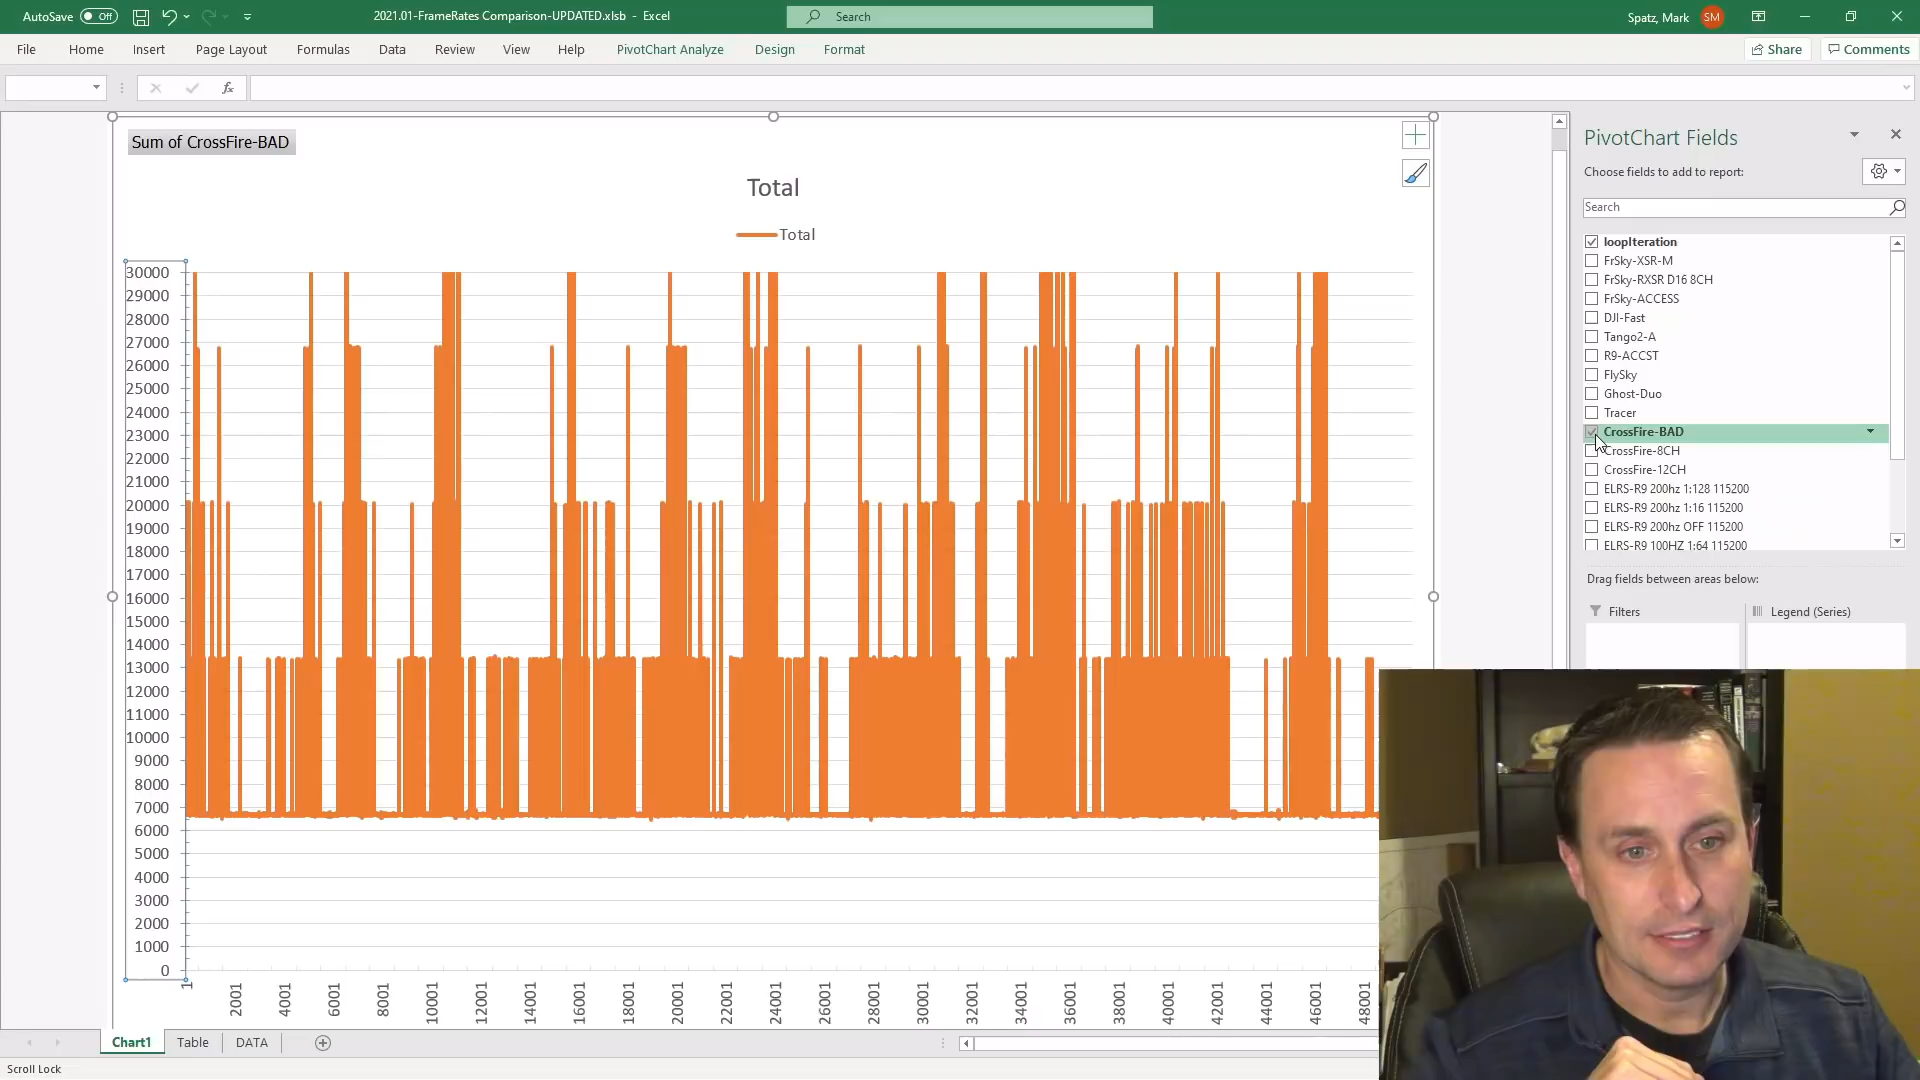 AutoSave Off 2021.01-FrameRates Comparison-UPDATED.xlsb - Excel Search Spatz, Mark SM
File Home Insert Page Layout Formulas Data Review View Help PivotChart Analyze Design Format Share Comments
fx
Sum of CrossFire-BAD
Total
Total
30000
29000
28000
27000
26000
25000
24000
23000
22000
21000
20000
19000
18000
17000
16000
15000
14000
13000
12000
11000
10000
9000
8000
7000
6000
5000
4000
3000
2000
1000
0
1 2001 4001 6001 8001 10001 12001 14001 16001 18001 20001 22001 24001 26001 28001 30001 32001 34001 36001 38001 40001 42001 44001 46001 48001
PivotChart Fields
Choose fields to add to report:
Search
loopIteration
FrSky-XSR-M
FrSky-RXSR D16 8CH
FrSky-ACCESS
DJI-Fast
Tango2-A
R9-ACCST
FlySky
Ghost-Duo
Tracer
CrossFire-BAD
CrossFire-8CH
CrossFire-12CH
ELRS-R9 200hz 1:128 115200
ELRS-R9 200hz 1:16 115200
ELRS-R9 200hz OFF 115200
ELRS-R9 100HZ 1:64 115200
Drag fields between areas below:
Filters Legend (Series)
Chart1 Table DATA
Scroll Lock